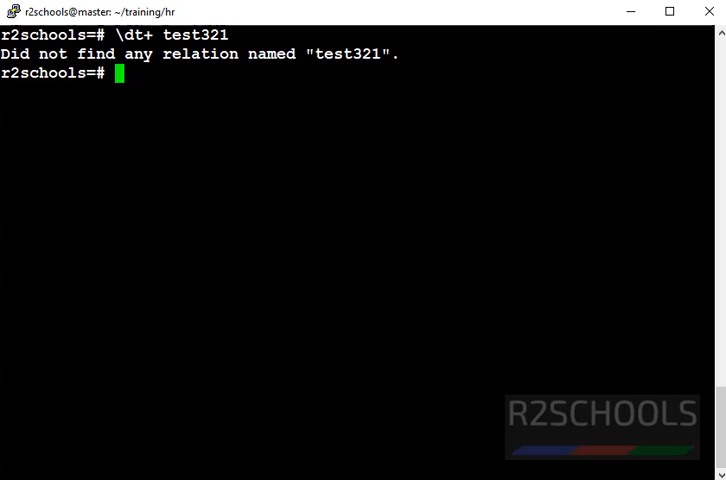 r2schools@master: ~/training/hr
r2schools=# \dt+ test321
Did not find any relation named "test321".
r2schools=#
R2SCHOOLS